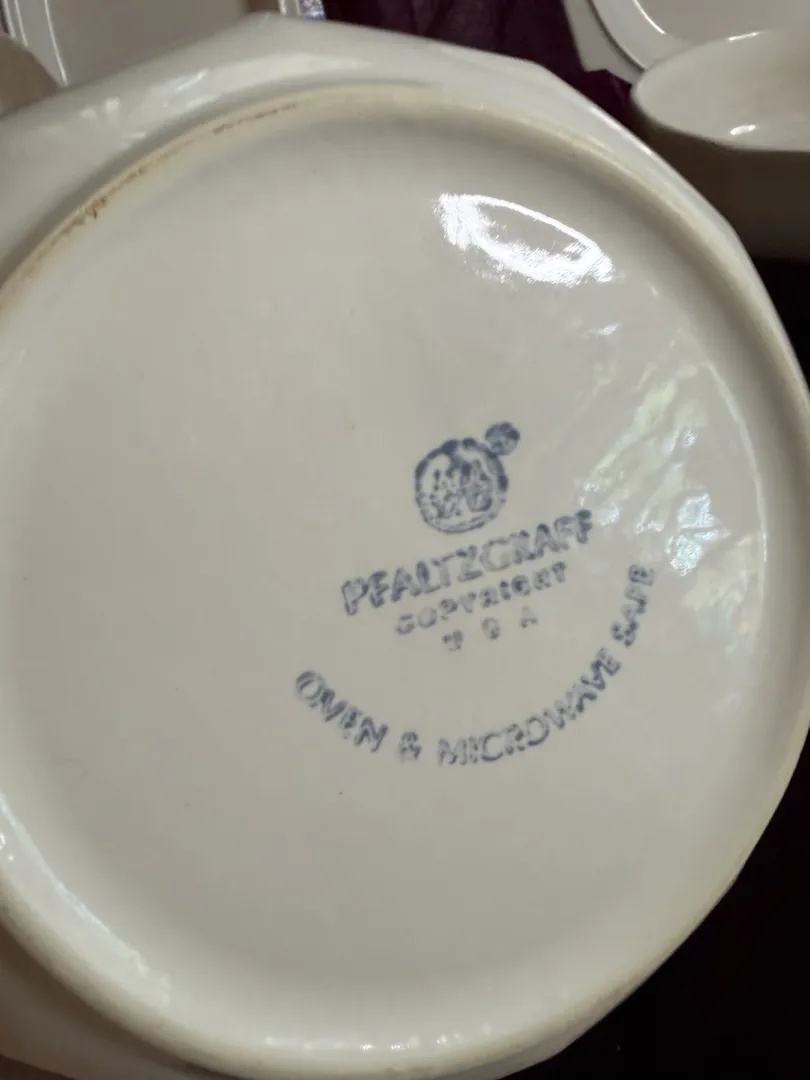 PFALTZGRAFF
COPYRIGHT
U S A
OVEN & MICROWAVE SAFE